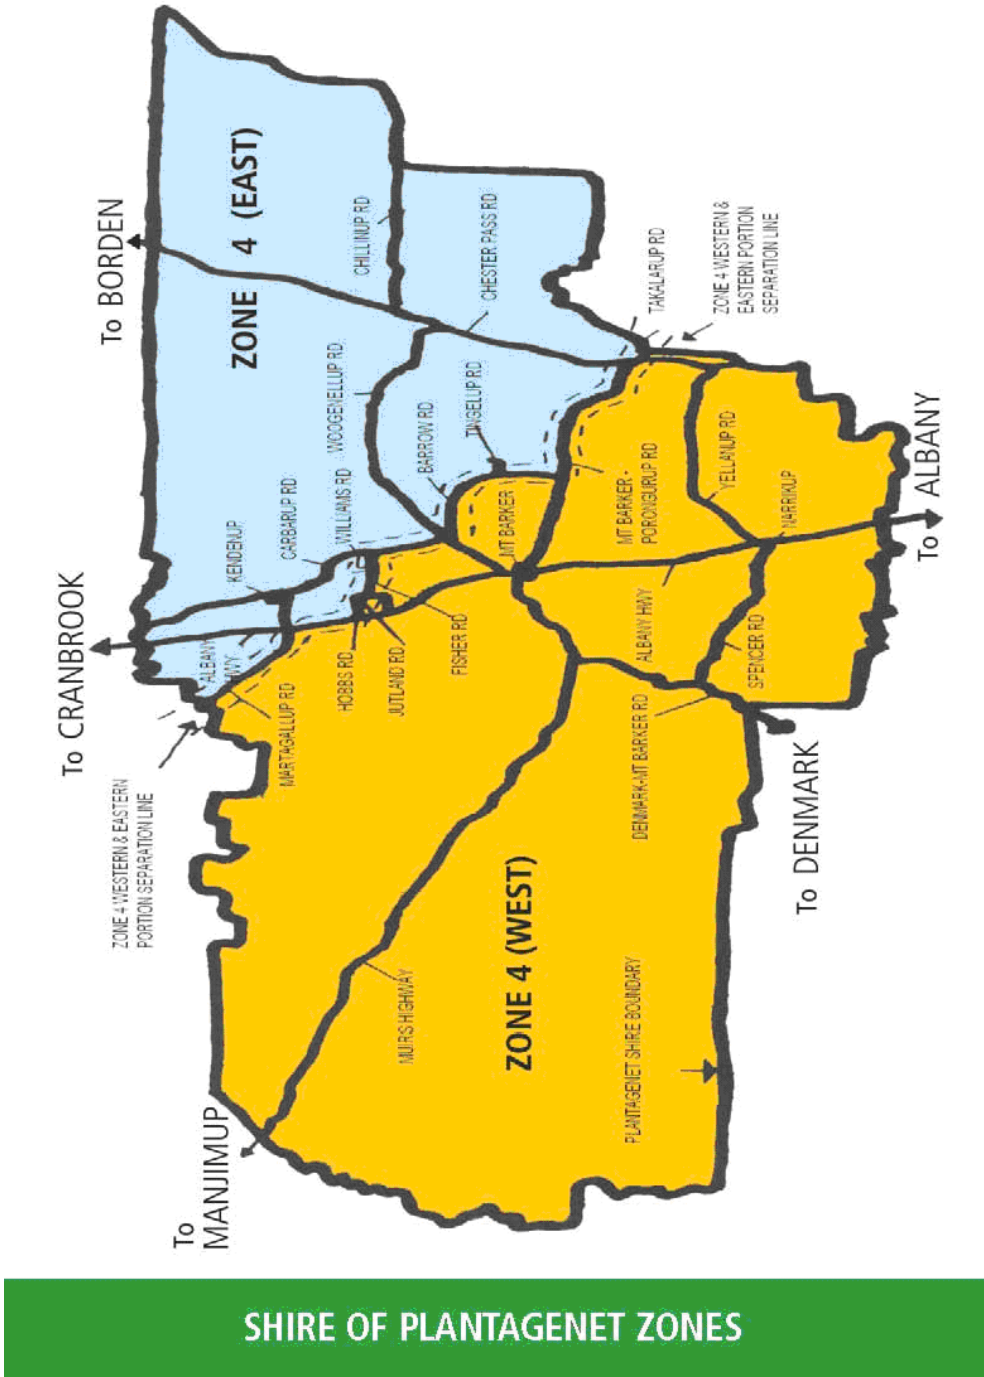 To BORDEN
ZONE 4 (EAST)
CHILLINUP RD
CHESTER PASS RD
TAKALARUP RD
ZONE 4 WESTERN &
EASTERN PORTION
SEPARATION LINE
WOOGENELLUP RD
BARROW RD
TINGELUP RD
To CRANBROOK
KENDENUP
CARBARUP RD
WILLIAMS RD
MT BARKER
MT BARKER -
PORONGURUP RD
YELLANUP RD
NARRIKUP
To ALBANY
ALBANY
HWY
MARTAGALLUP RD
HOBBS RD
JUTLAND RD
FISHER RD
ALBANY HWY
SPENCER RD
DENMARK-MT BARKER RD
To DENMARK
ZONE 4 WESTERN & EASTERN
PORTION SEPARATION LINE
MUIRS HIGHWAY
ZONE 4 (WEST)
PLANTAGENET SHIRE BOUNDARY
To
MANJIMUP
SHIRE OF PLANTAGENET ZONES